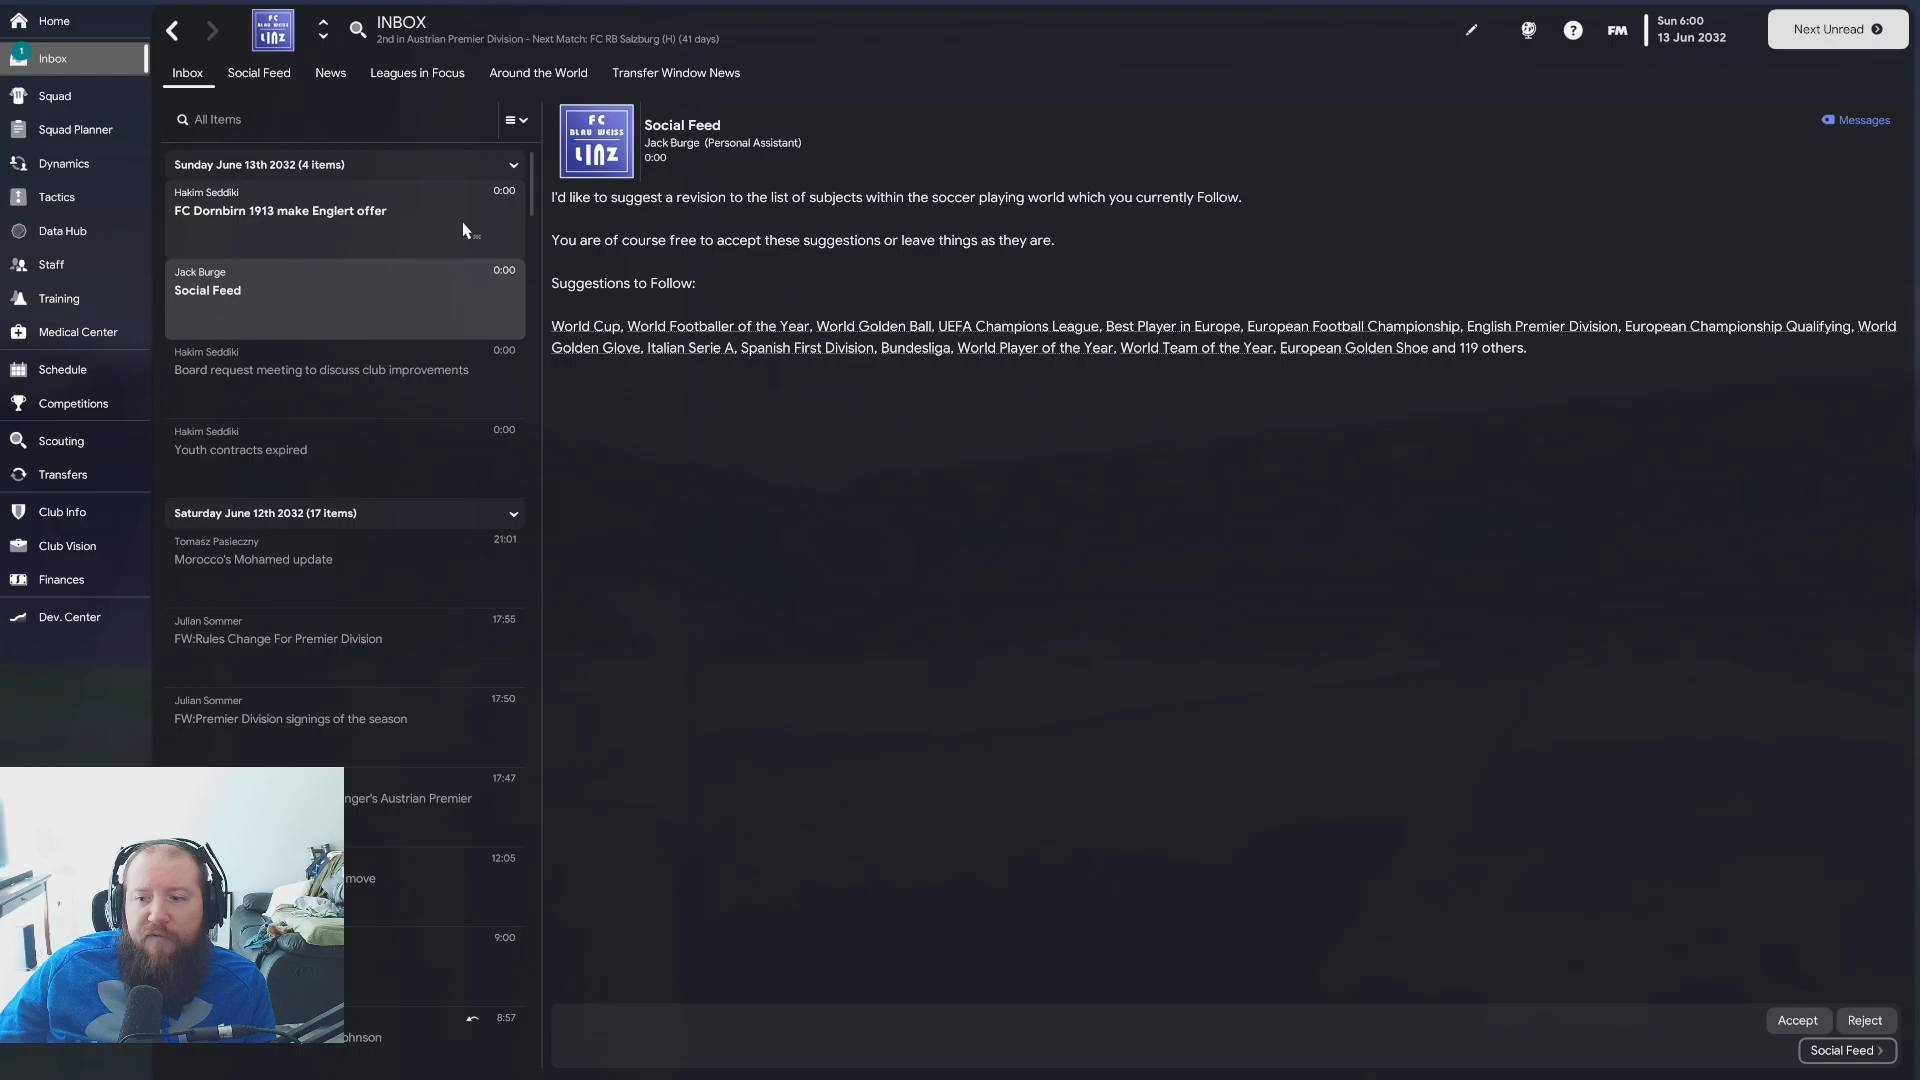 Home
1
Inbox
Squad
Squad Planner
Dynamics
Tactics
Data Hub
Staff
Training
Medical Center
Schedule
Competitions
Scouting
Transfers
Club Info
Club Vision
Finances
Dev. Center
FC
BLAU WEISS
LINZ
INBOX
2nd in Austrian Premier Division - Next Match: FC RB Salzburg (H) (41 days)
FM
Sun 6:00
13 Jun 2032
Next Unread
Inbox Social Feed News Leagues in Focus Around the World Transfer Window News
All Items
Sunday June 13th 2032 (4 items)
Hakim Seddiki 0:00
FC Dornbirn 1913 make Englert offer
Jack Burge 0:00
Social Feed
Hakim Seddiki 0:00
Board request meeting to discuss club improvements
Hakim Seddiki 0:00
Youth contracts expired
Saturday June 12th 2032 (17 items)
Tomasz Pasieczny 21:01
Morocco's Mohamed update
Julian Sommer 17:55
FW:Rules Change For Premier Division
Julian Sommer 17:50
FW:Premier Division signings of the season
17:47
nger's Austrian Premier
12:05
move
9:00
8:57
ohnson
FC
BLAU WEISS
LINZ
Social Feed
Jack Burge (Personal Assistant)
0:00
Messages
I'd like to suggest a revision to the list of subjects within the soccer playing world which you currently Follow.
You are of course free to accept these suggestions or leave things as they are.
Suggestions to Follow:
World Cup, World Footballer of the Year, World Golden Ball, UEFA Champions League, Best Player in Europe, European Football Championship, English Premier Division, European Championship Qualifying, World
Golden Glove, Italian Serie A, Spanish First Division, Bundesliga, World Player of the Year, World Team of the Year, European Golden Shoe and 119 others.
Accept Reject
Social Feed